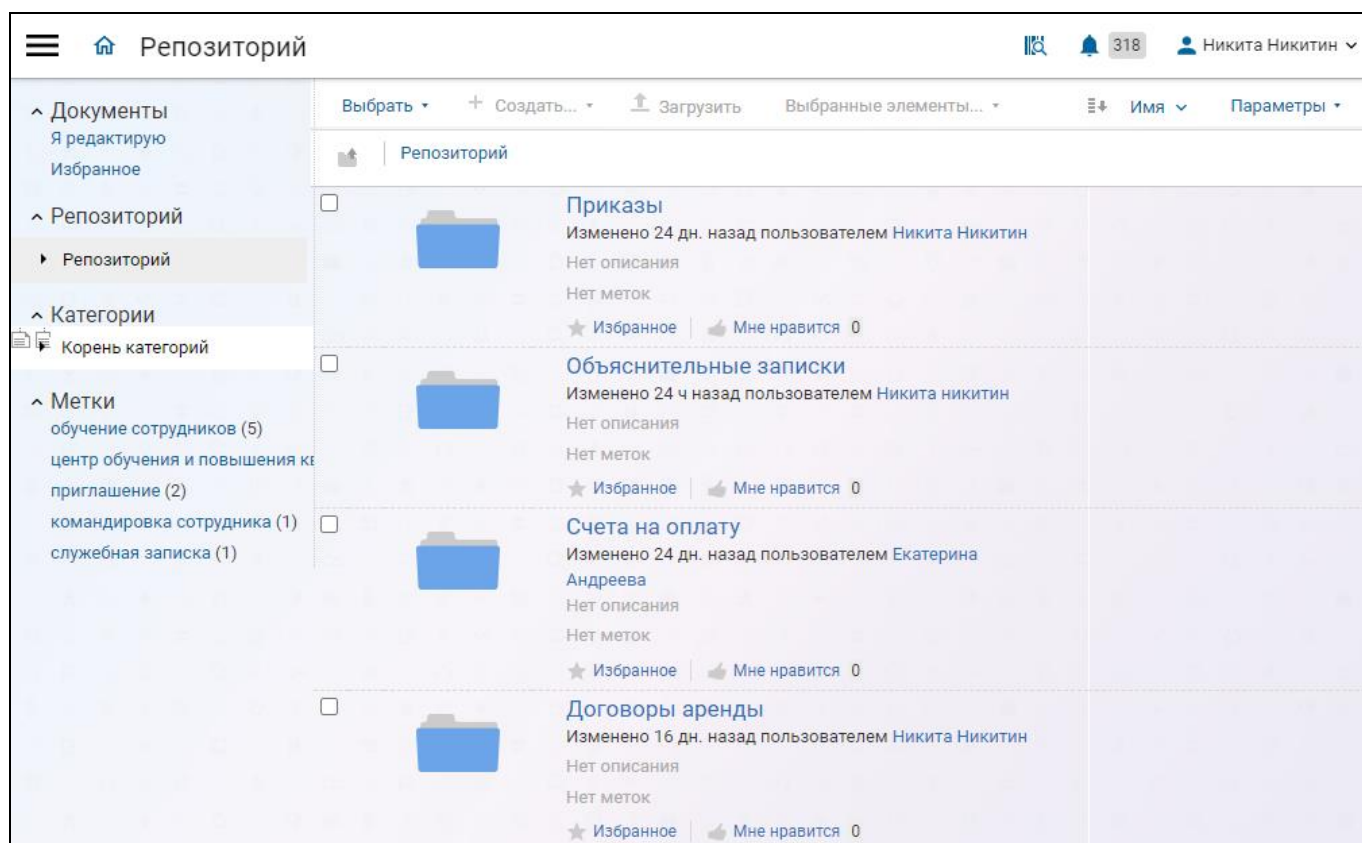 Репозиторий
318
Никита Никитин
Документы
Я редактирую
Избранное
Репозиторий
Репозиторий
Категории
Корень категорий
Метки
обучение сотрудников (5)
центр обучения и повышения
приглашение (2)
командировка сотрудника (1)
служебная записка (1)
Выбрать
Создать...
Загрузить
Выбранные элементы...
Имя
Параметры
Репозиторий
Приказы
Изменено 24 дн. назад пользователем Никита Никитин
Нет описания
Нет меток
Избранное Мне нравится 0
Объяснительные записки
Изменено 24 ч назад пользователем Никита никитин
Нет описания
Нет меток
Избранное Мне нравится 0
Счета на оплату
Изменено 24 дн. назад пользователем Екатерина
Андреева
Нет описания
Нет меток
Избранное Мне нравится 0
Договоры аренды
Изменено 16 дн. назад пользователем Никита Никитин
Нет описания
Нет меток
Избранное Мне нравится 0